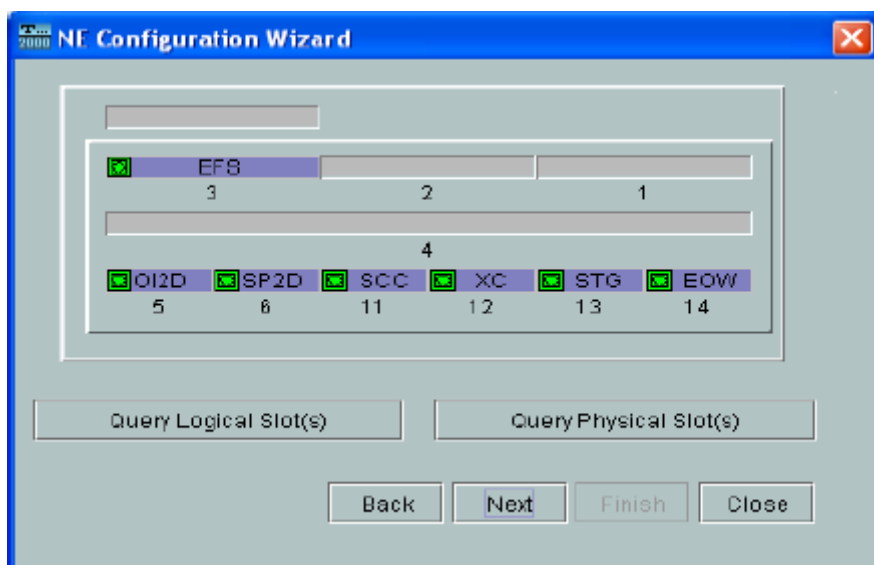 T...
2000 NE Configuration Wizard
EFS
3 2 1
4
OI2D SP2D SCC XC STG EOW
5 6 11 12 13 14
Query Logical Slot(s) Query Physical Slot(s)
Back Next Finish Close